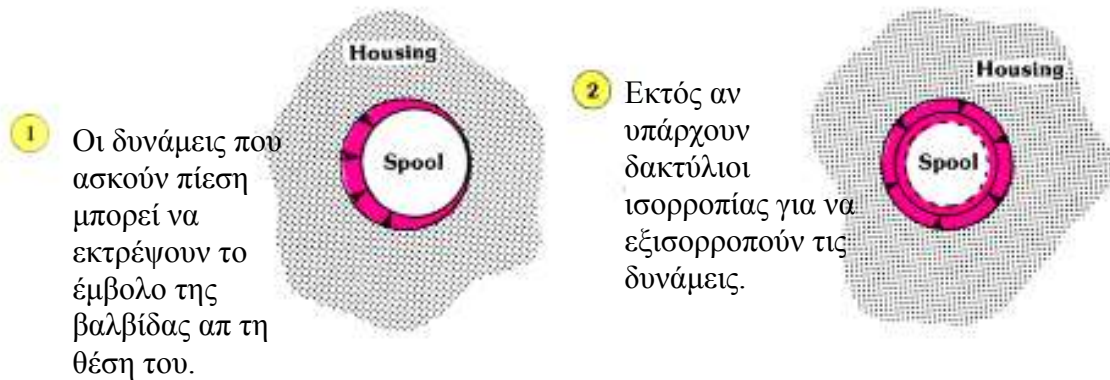 Housing
Spool
1
Οι δυνάμεις που
ασκούν πίεση
μπορεί να
εκτρέψουν το
έμβολο της
βαλβίδας απ τη
θέση του.
Housing
Spool
2
Εκτός αν
υπάρχουν
δακτύλιοι
ισορροπίας για να
εξισορροπούν τις
δυνάμεις.